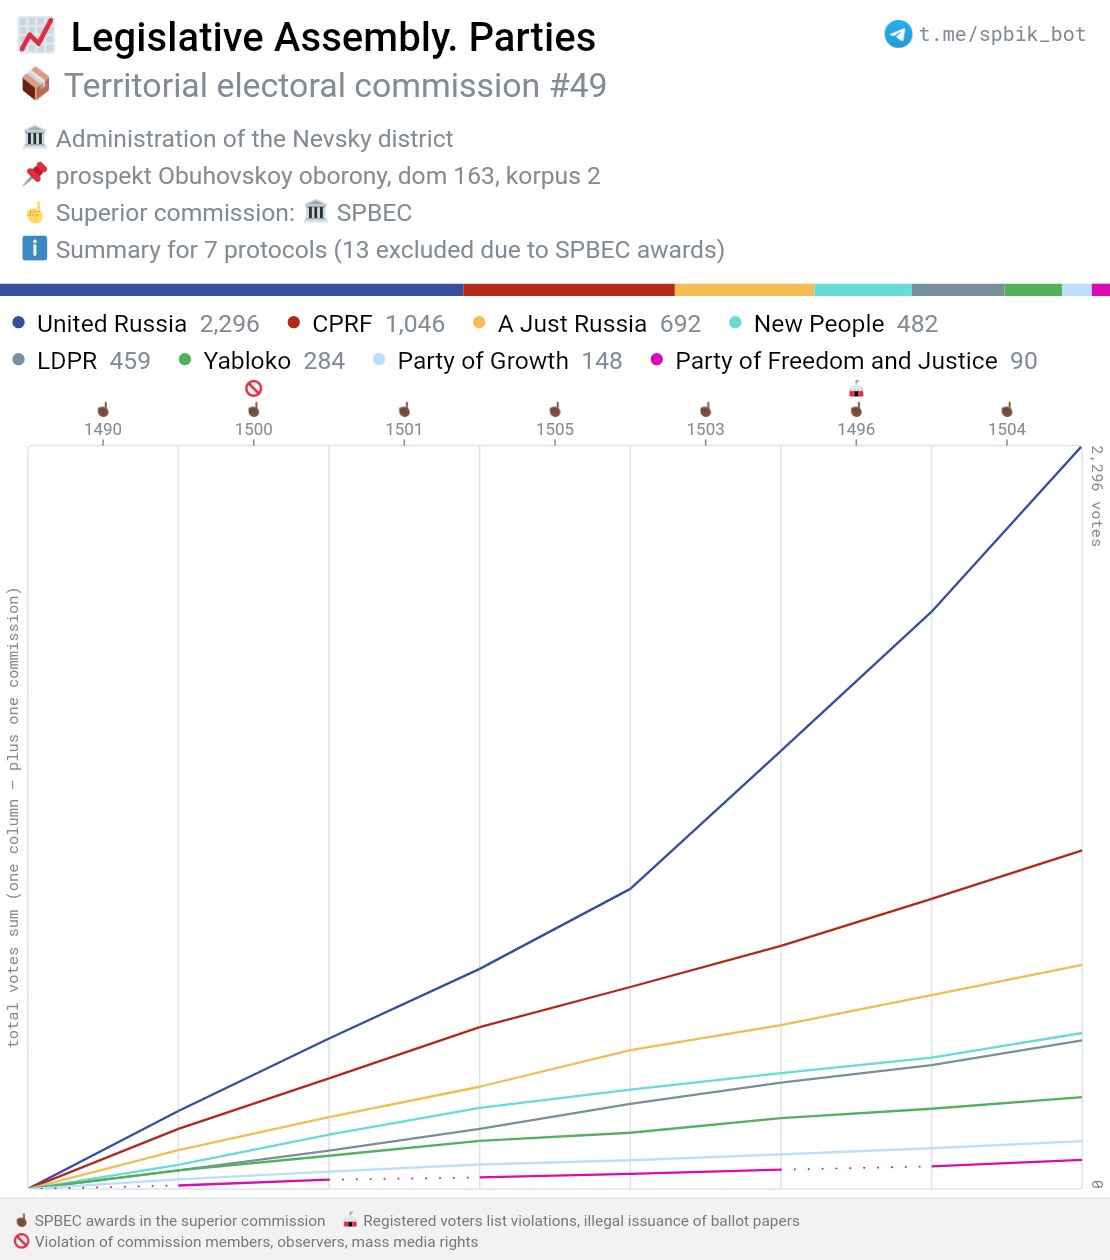 Legislative Assembly. Parties
t.me/spbik_bot
Territorial electoral commission #49
Administration of the Nevsky district
prospekt Obuhovskoy oborony, dom 163, korpus 2
Superior commission: SPBEC
Summary for 7 protocols (13 excluded due to SPBEC awards)
United Russia 2,296 CPRF 1,046 A Just Russia 692 New People 482
LDPR 459 Yabloko 284 Party of Growth 148 Party of Freedom and Justice 90
1490 1500 1501 1505 1503 1496 1504
2,296 votes
total votes sum (one column – plus one commission)
0
SPBEC awards in the superior commission Registered voters list violations, illegal issuance of ballot papers
Violation of commission members, observers, mass media rights